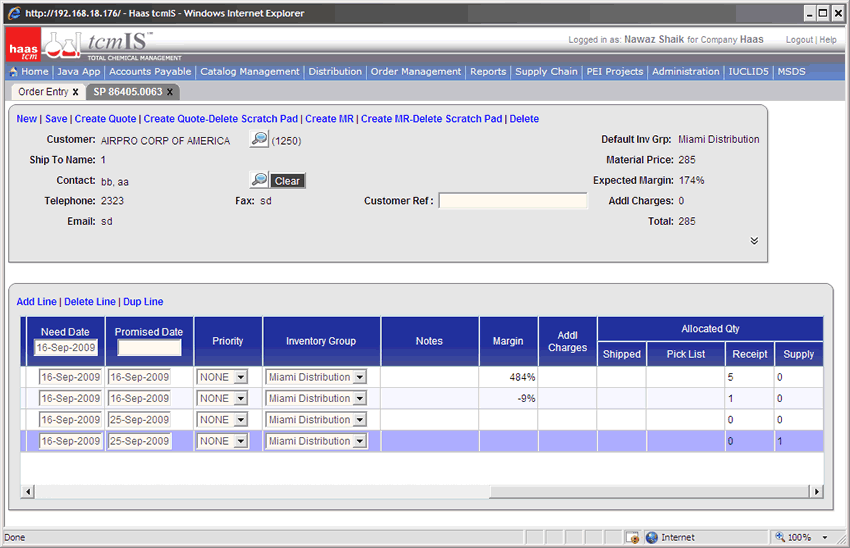 http://192.168.18.176/ - Haas tcmIS - Windows Internet Explorer
haas tcm
tcmIS™
TOTAL CHEMICAL MANAGEMENT
Logged in as: Nawaz Shaik for Company Haas Logout | Help
Home | Java App | Accounts Payable | Catalog Management | Distribution | Order Management | Reports | Supply Chain | PEI Projects | Administration | IUCLID5 | MSDS
Order Entry x SP 86405.0063 x
New | Save | Create Quote | Create Quote-Delete Scratch Pad | Create MR | Create MR-Delete Scratch Pad | Delete
Customer: AIRPRO CORP OF AMERICA (1250) Default Inv Grp: Miami Distribution
Ship To Name: 1 Material Price: 285
Contact: bb, aa Clear Expected Margin: 174%
Telephone: 2323 Fax: sd Customer Ref : Addl Charges: 0
Email: sd Total: 285
Add Line | Delete Line | Dup Line
Need Date Promised Date Priority Inventory Group Notes Margin Addl Charges Allocated Qty
16-Sep-2009 Shipped Pick List Receipt Supply
16-Sep-2009 16-Sep-2009 NONE Miami Distribution 484% 5 0
16-Sep-2009 16-Sep-2009 NONE Miami Distribution -9% 1 0
16-Sep-2009 25-Sep-2009 NONE Miami Distribution 0 0
16-Sep-2009 25-Sep-2009 NONE Miami Distribution 0 1
Done Internet 100%